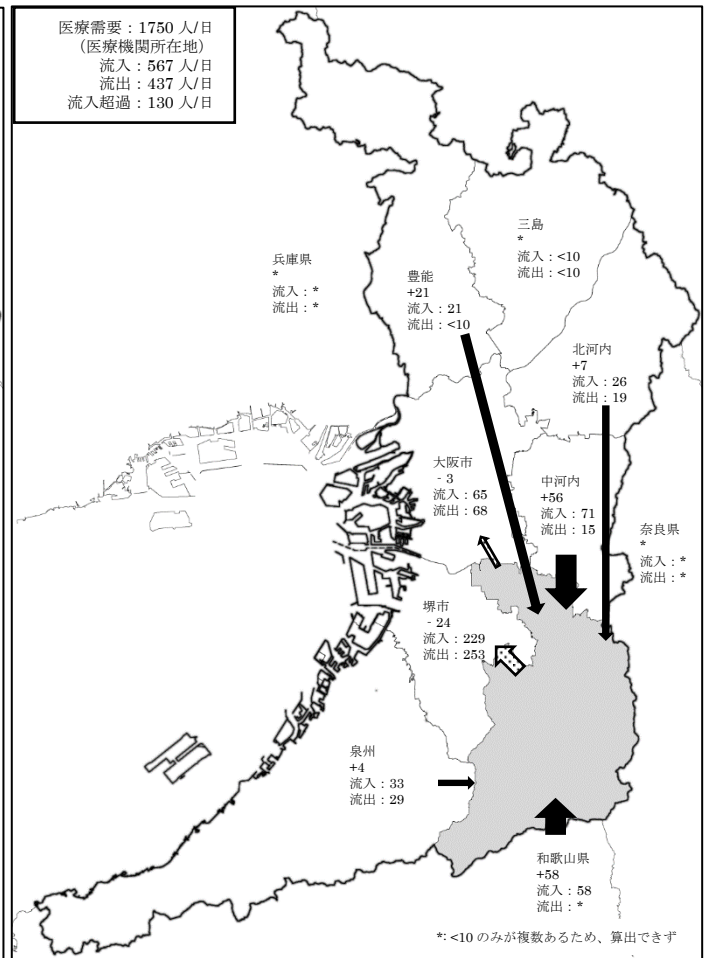 医療需要：1750 人/日
（医療機関所在地）
流入：567 人/日
流出：437 人/日
流入超過：130 人/日
三島
*
流入：<10
流出：<10
兵庫県
*
流入：*
流出：*
豊能
+21
流入：21
流出：<10
北河内
+7
流入：26
流出：19
大阪市
- 3
流入：65
流出：68
中河内
+56
流入：71
流出：15
奈良県
*
流入：*
流出：*
堺市
- 24
流入：229
流出：253
泉州
+4
流入：33
流出：29
和歌山県
+58
流入：58
流出：*
*: <10 のみが複数あるため、算出できず